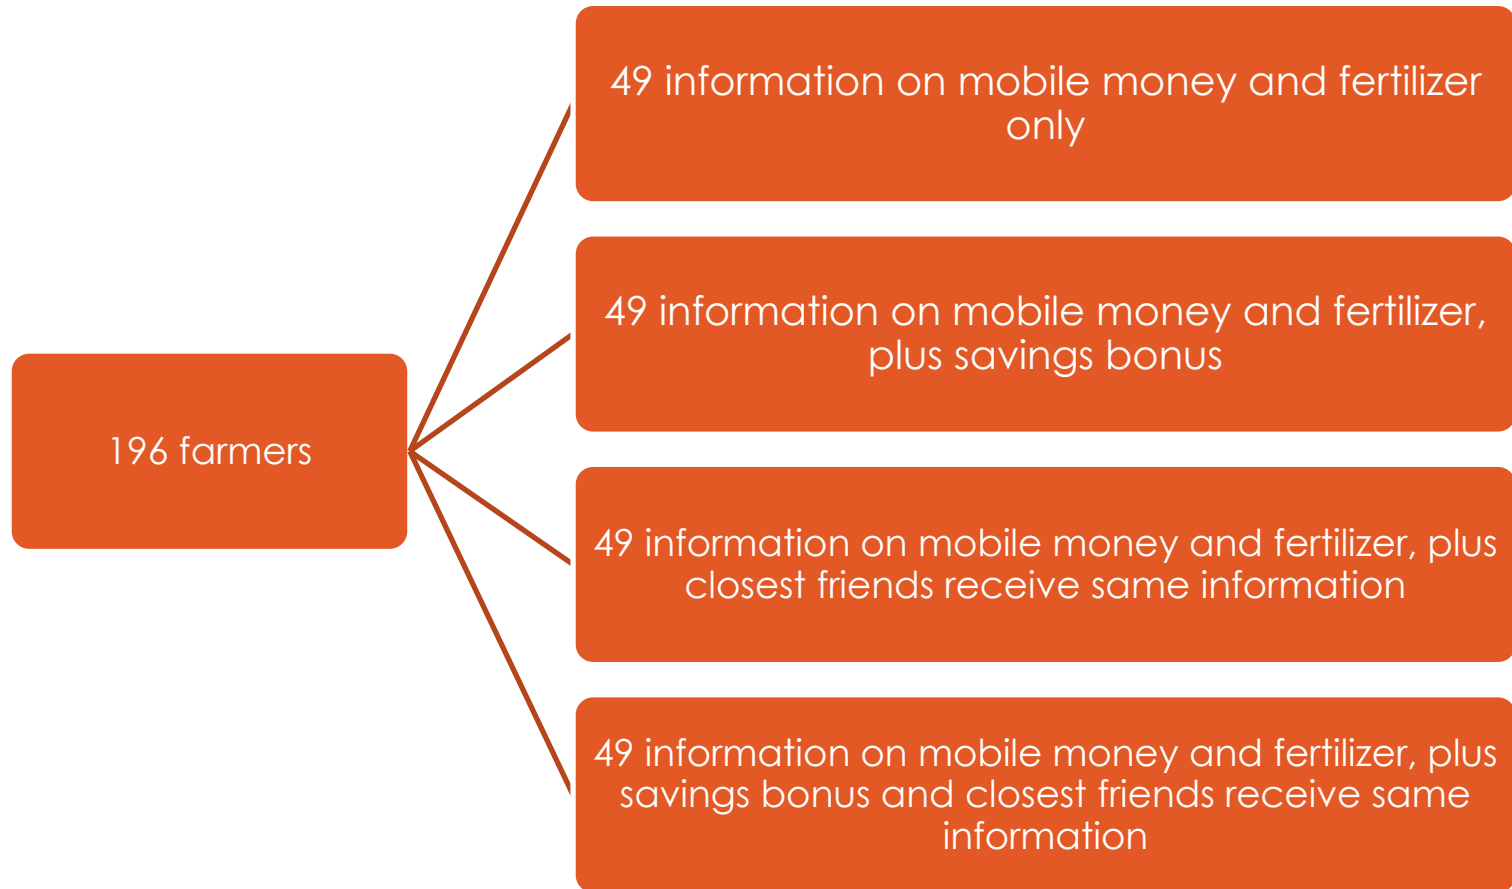 49 information on mobile money and fertilizer
only
49 information on mobile money and fertilizer,
plus savings bonus
196 farmers
49 information on mobile money and fertilizer, plus
closest friends receive same information
49 information on mobile money and fertilizer, plus
savings bonus and closest friends receive same
information